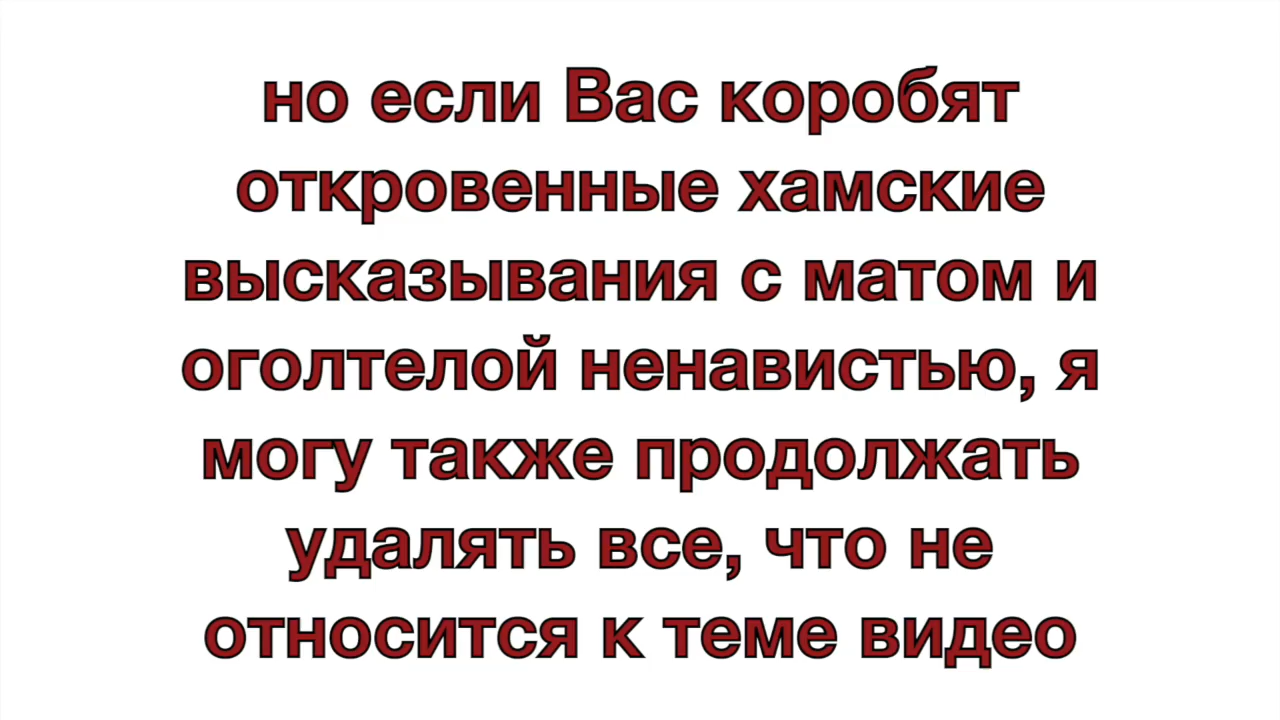 но если Вас коробят
откровенные хамские
высказывания с матом и
оголтелой ненавистью, я
могу также продолжать
удалять все, что не
относится к теме видео